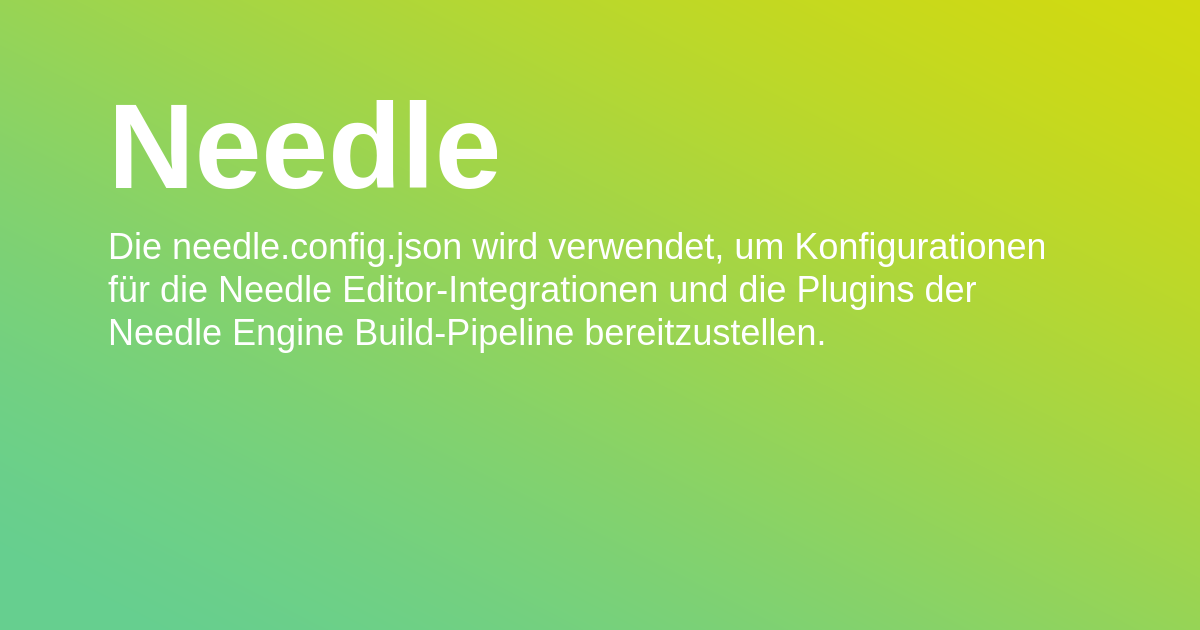 Needle
Die needle.config.json wird verwendet, um Konfigurationen
für die Needle Editor-Integrationen und die Plugins der
Needle Engine Build-Pipeline bereitzustellen.